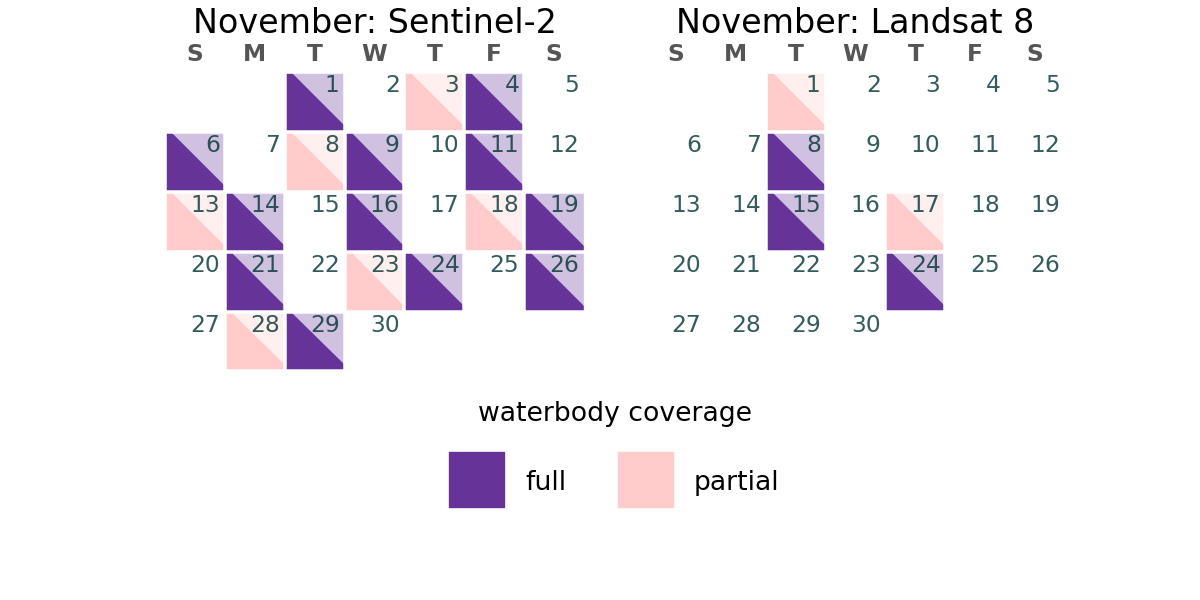 November: Sentinel-2
S M T W T F S
1 2 3 4 5
6 7 8 9 10 11 12
13 14 15 16 17 18 19
20 21 22 23 24 25 26
27 28 29 30
November: Landsat 8
S M T W T F S
1 2 3 4 5
6 7 8 9 10 11 12
13 14 15 16 17 18 19
20 21 22 23 24 25 26
27 28 29 30
waterbody coverage
full partial